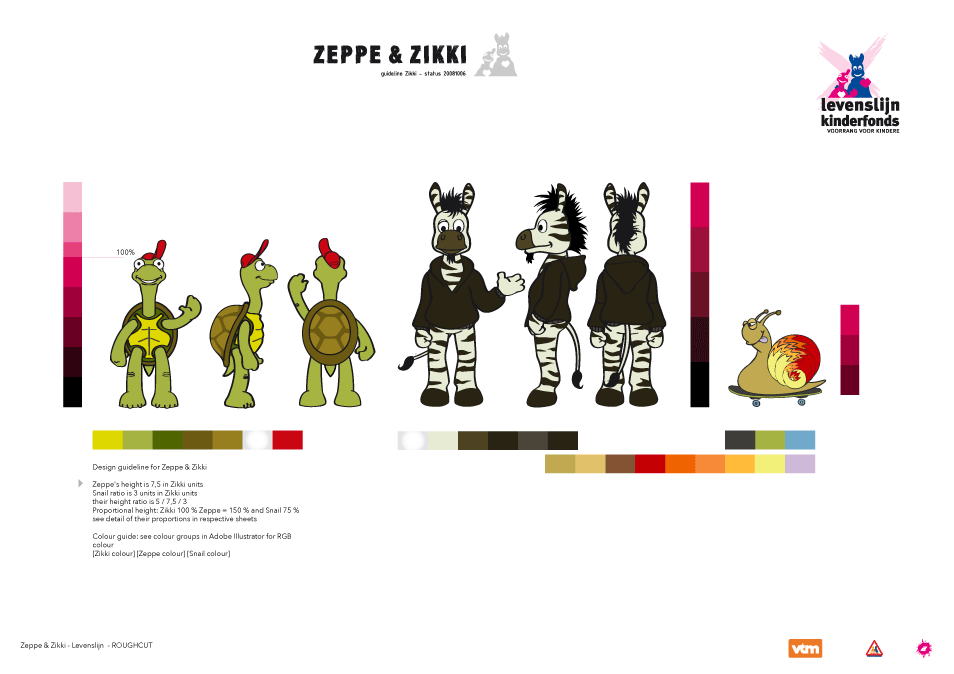 ZEPPE & ZIKKI
guideline Zikki - status 20081006
levenslijn
kinderfonds
VOORRANG VOOR KINDERE
100%
Design guideline for Zeppe & Zikki
Zeppe's height is 7,5 in Zikki units
Snail ratio is 3 units in Zikki units
their height ratio is 5 / 7,5 / 3
Proportional height: Zikki 100 % Zeppe = 150 % and Snail 75 %
see detail of their proportions in respective sheets
Colour guide: see colour groups in Adobe Illustrator for RGB
colour
[Zikki colour] [Zeppe colour] [Snail colour]
Zeppe & Zikki - Levenslijn - ROUGHCUT
vtm